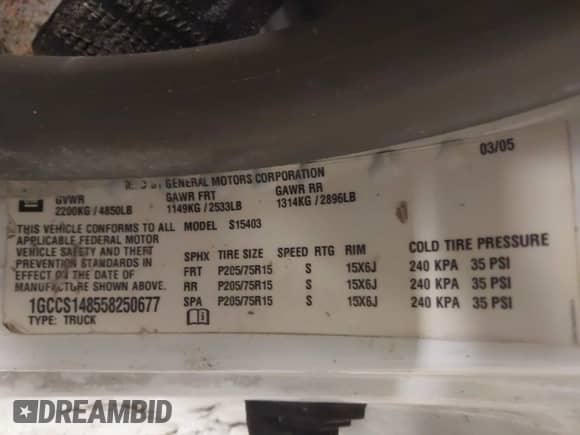 03/05
GENERAL MOTORS CORPORATION
GVWR GAWR FRT GAWR RR
2200KG / 4850LB 1149KG / 2533LB 1314KG / 2896LB
THIS VEHICLE CONFORMS TO ALL MODEL S15403
APPLICABLE FEDERAL MOTOR
VEHICLE SAFETY AND THEFT
PREVENTION STANDARDS IN
EFFECT ON THE DATE OF
MANUFACTURE SHOWN ABOVE.
1GCCS148558250677
TYPE: TRUCK
SPHX TIRE SIZE SPEED RTG RIM COLD TIRE PRESSURE
FRT P205/75R15 S 15X6J 240 KPA 35 PSI
RR P205/75R15 S 15X6J 240 KPA 35 PSI
SPA P205/75R15 S 15X6J 240 KPA 35 PSI
DREAMBID